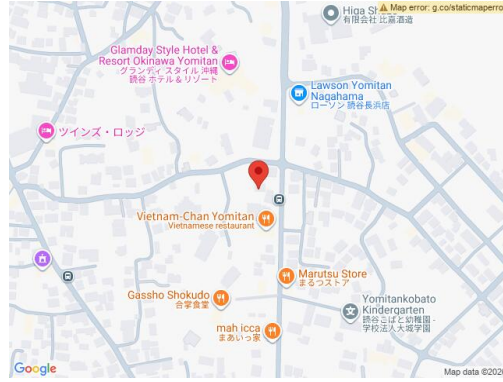 Map error: g.co/staticmaperro
Higa Sh
有限会社 比嘉酒造
Glamday Style Hotel &
Resort Okinawa Yomitan
グランディスタイル 沖縄
読谷 ホテル&リゾート
Lawson Yomitan
Nagahama
ローソン 読谷長浜店
ツインズ・ロッジ
Vietnam-Chan Yomitan
Vietnamese restaurant
Marutsu Store
まるつストア
Gassho Shokudo
合掌食堂
Yomitankobato
Kindergarten
読谷こばと幼稚園 -
学校法人大城学園
mah icca
まあいっ家
Google
Map data ©202